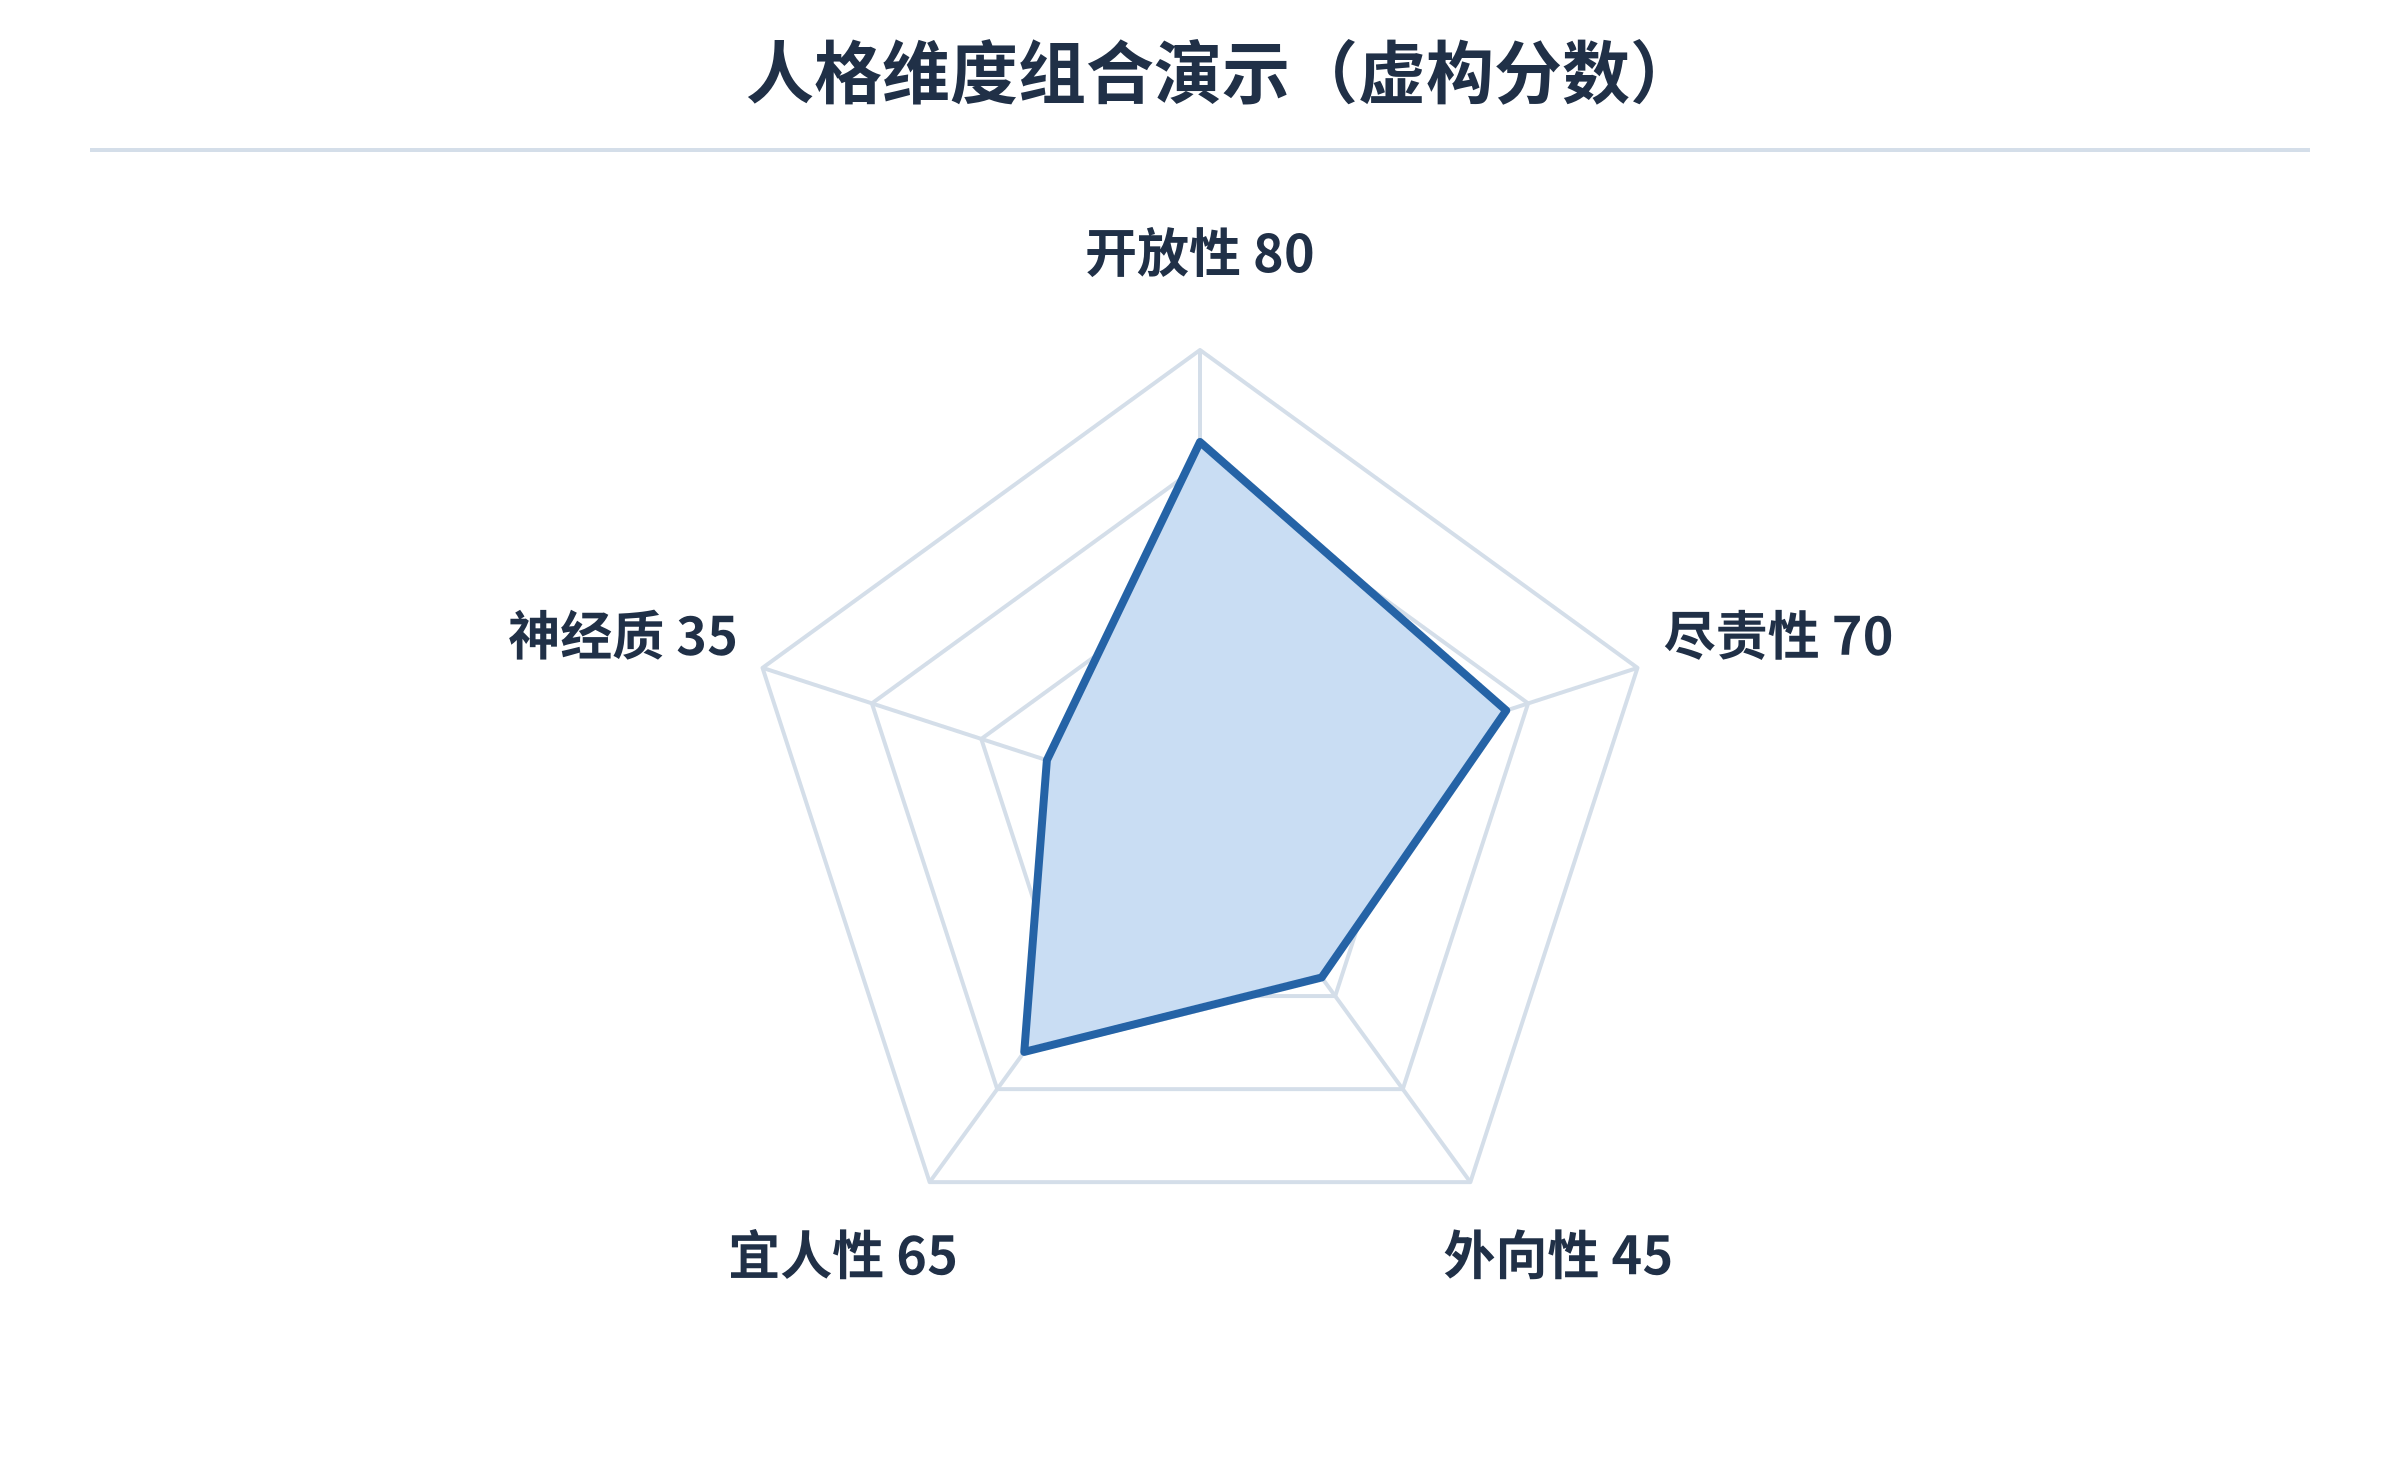 人格维度组合演示（虚构分数）
开放性 80
神经质 35
尽责性 70
宜人性 65
外向性 45